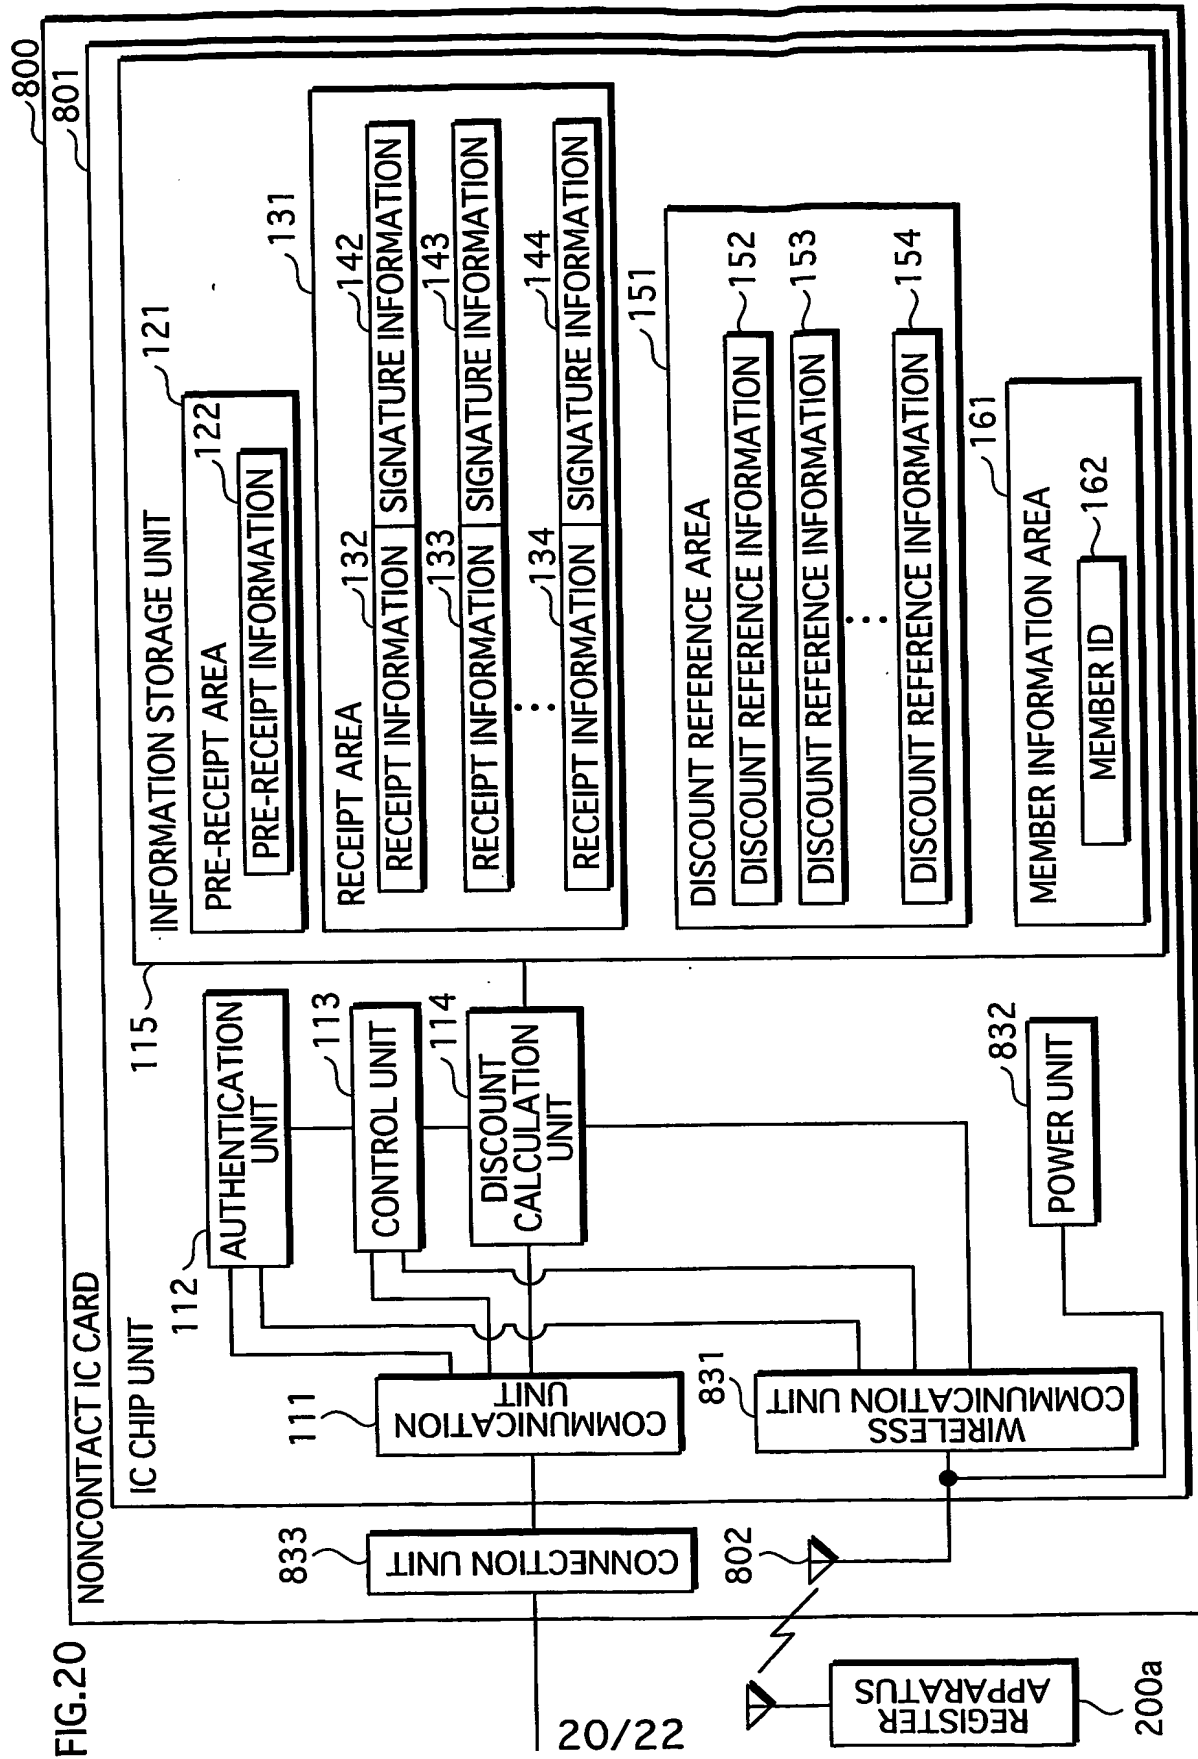 FIG.20
800
NONCONTACT IC CARD
801
IC CHIP UNIT
115
INFORMATION STORAGE UNIT
121
PRE-RECEIPT AREA
122
PRE-RECEIPT INFORMATION
131
RECEIPT AREA
132
142
RECEIPT INFORMATION
SIGNATURE INFORMATION
133
143
RECEIPT INFORMATION
SIGNATURE INFORMATION
134
144
RECEIPT INFORMATION
SIGNATURE INFORMATION
151
DISCOUNT REFERENCE AREA
152
DISCOUNT REFERENCE INFORMATION
153
DISCOUNT REFERENCE INFORMATION
154
DISCOUNT REFERENCE INFORMATION
161
MEMBER INFORMATION AREA
162
MEMBER ID
112
AUTHENTICATION
UNIT
113
CONTROL UNIT
114
DISCOUNT
CALCULATION
UNIT
111
COMMUNICATION
UNIT
831
WIRELESS
COMMUNICATION UNIT
832
POWER UNIT
833
CONNECTION UNIT
802
REGISTER
APPARATUS
200a
20/22